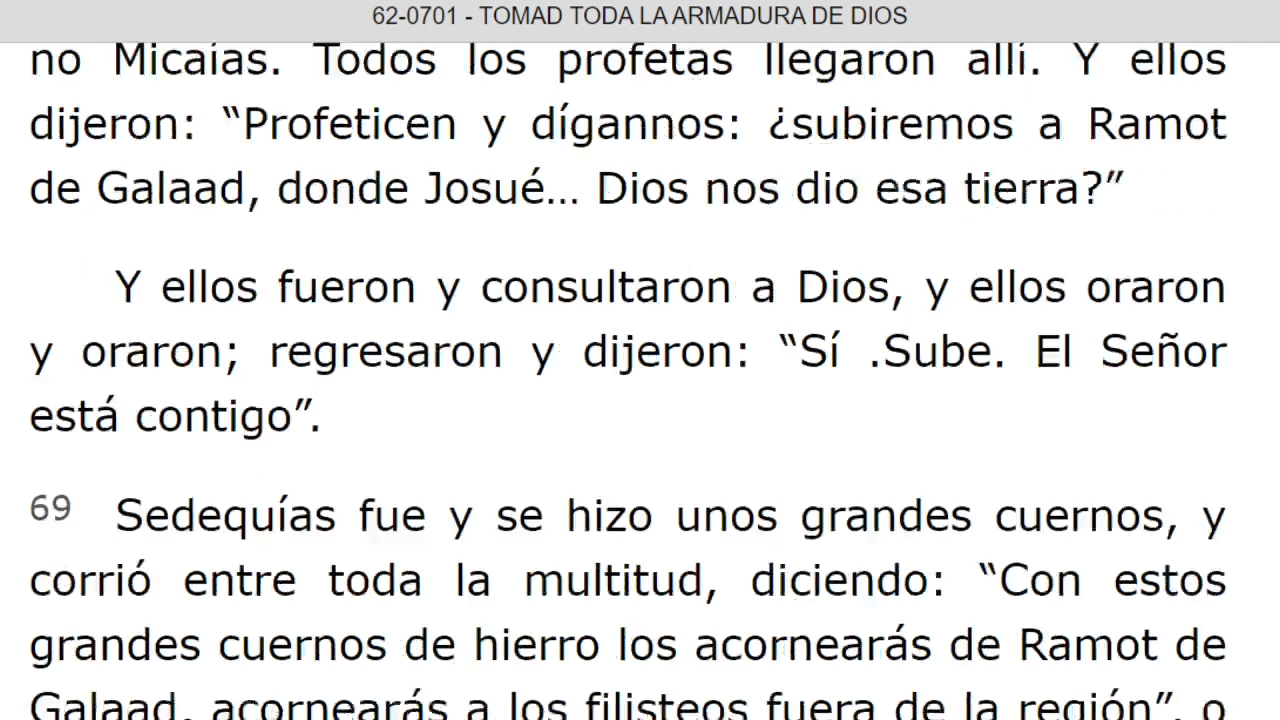 62-0701 - TOMAD TODA LA ARMADURA DE DIOS
no Micaías. Todos los profetas llegaron allí. Y ellos
dijeron: “Profeticen y dígannos: ¿subiremos a Ramot
de Galaad, donde Josué... Dios nos dio esa tierra?”
Y ellos fueron y consultaron a Dios, y ellos oraron
y oraron; regresaron y dijeron: “Sí .Sube. El Señor
está contigo”.
69 Sedequías fue y se hizo unos grandes cuernos, y
corrió entre toda la multitud, diciendo: “Con estos
grandes cuernos de hierro los acornearás de Ramot de
Galaad, acornearás a los filisteos fuera de la región”, o